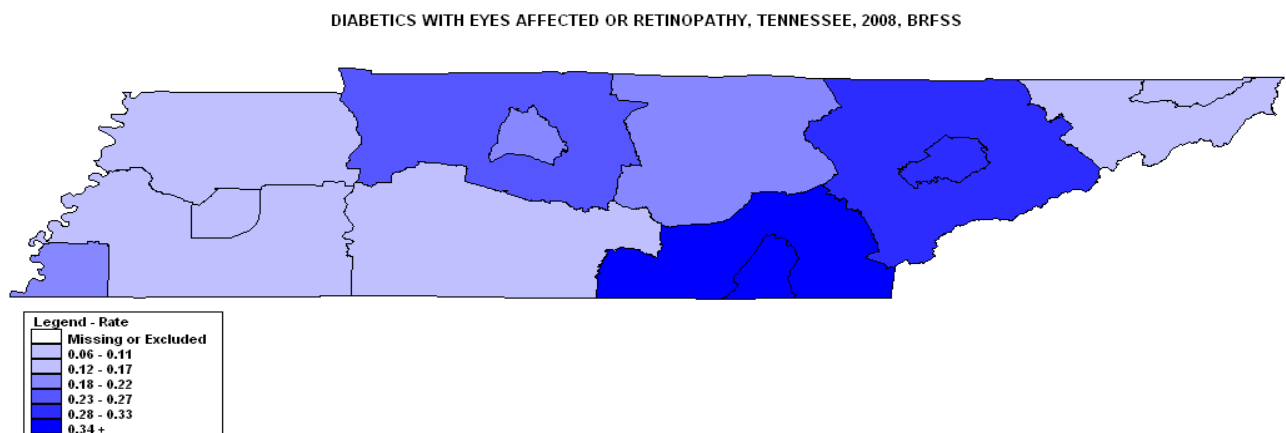 DIABETICS WITH EYES AFFECTED OR RETINOPATHY, TENNESSEE, 2008, BRFSS
Legend - Rate
Missing or Excluded
0.06 - 0.11
0.12 - 0.17
0.18 - 0.22
0.23 - 0.27
0.28 - 0.33
0.34 +